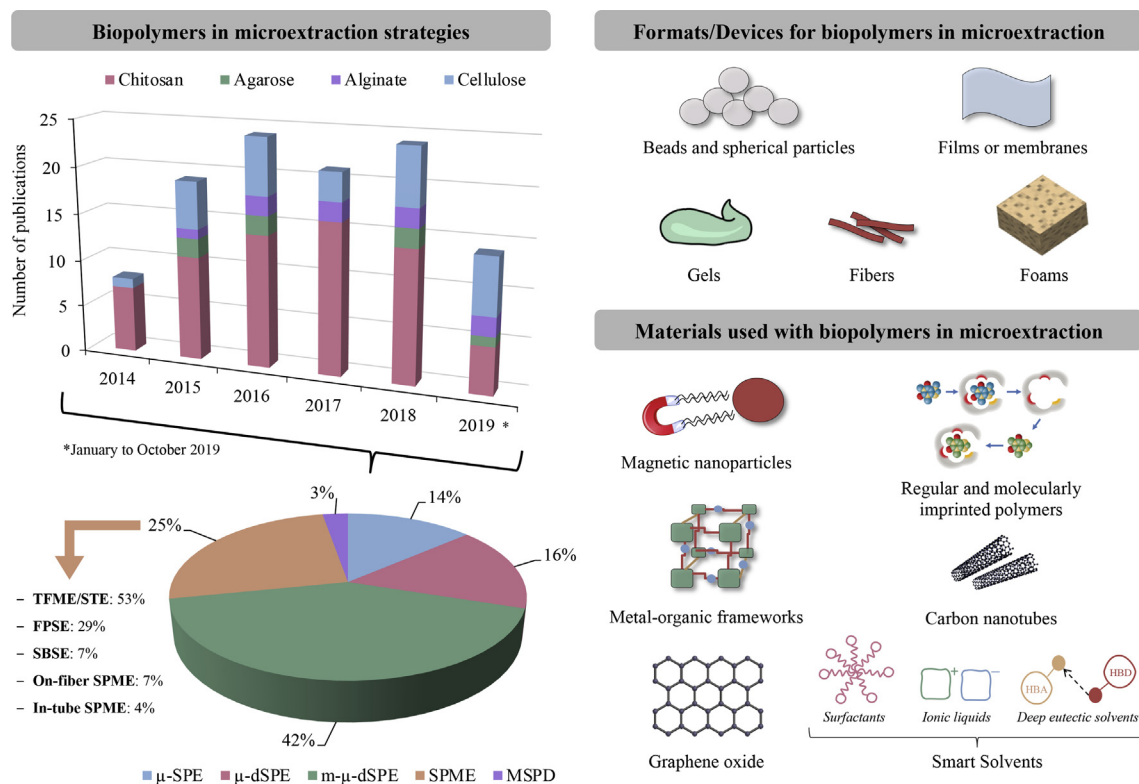 Biopolymers in microextraction strategies
Chitosan
Agarose
Alginate
Cellulose
Number of publications
25
20
15
10
5
0
2014
2015
2016
2017
2018
2019 *
*January to October 2019
3%
14%
25%
16%
42%
– TFME/STE: 53%
– FPSE: 29%
– SBSE: 7%
– On-fiber SPME: 7%
– In-tube SPME: 4%
µ-SPE
µ-dSPE
m-µ-dSPE
SPME
MSPD
Formats/Devices for biopolymers in microextraction
Beads and spherical particles
Films or membranes
Gels
Fibers
Foams
Materials used with biopolymers in microextraction
Magnetic nanoparticles
Regular and molecularly
imprinted polymers
Metal-organic frameworks
Carbon nanotubes
Graphene oxide
+
–
HBA
HBD
Surfactants
Ionic liquids
Deep eutectic solvents
Smart Solvents